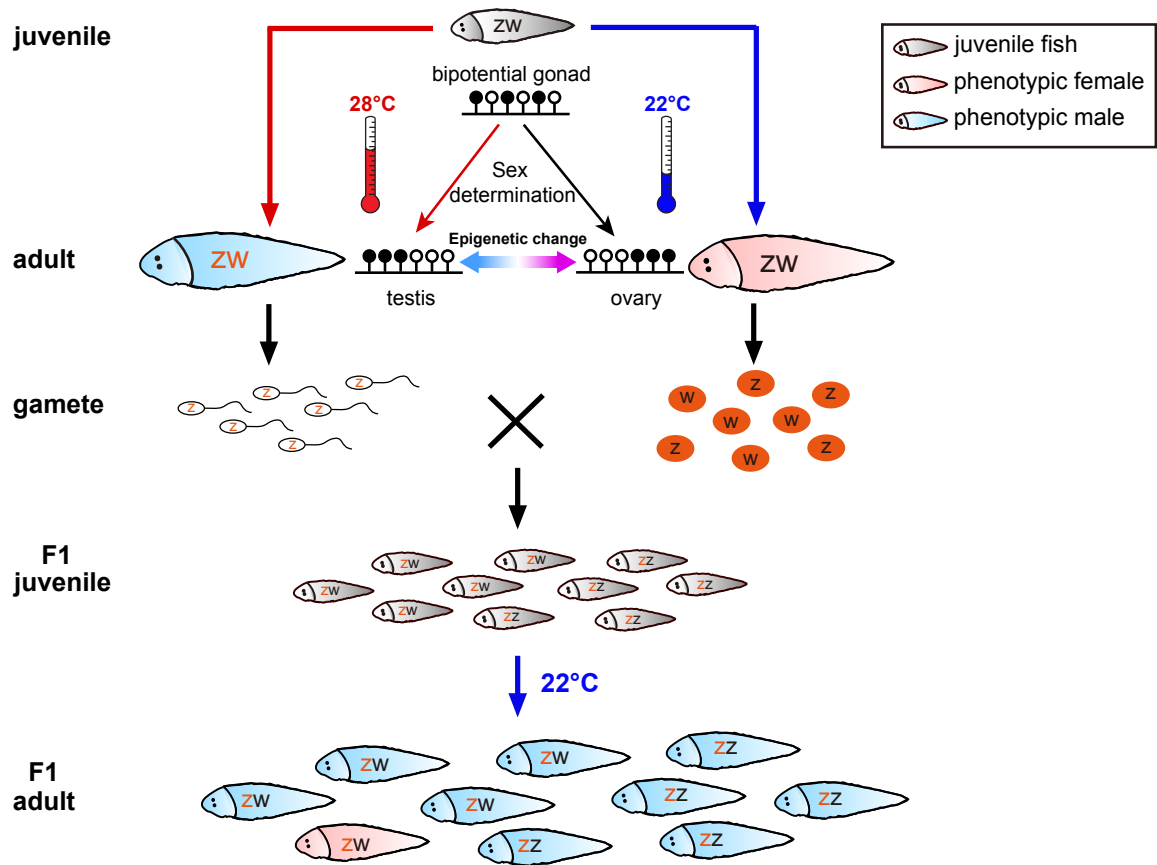 juvenile
ZW
bipotential gonad
28°C
22°C
Sex
determination
juvenile fish
phenotypic female
phenotypic male
adult
ZW
Epigenetic change
ZW
testis
ovary
gamete
Z
Z
Z
Z
Z
W
Z
Z
W
W
Z
W
Z
F1
juvenile
ZW
ZW
ZZ
ZW
ZW
ZZ
ZZ
ZW
ZZ
ZZ
22°C
F1
adult
ZW
ZW
ZZ
ZW
ZW
ZZ
ZZ
ZW
ZZ